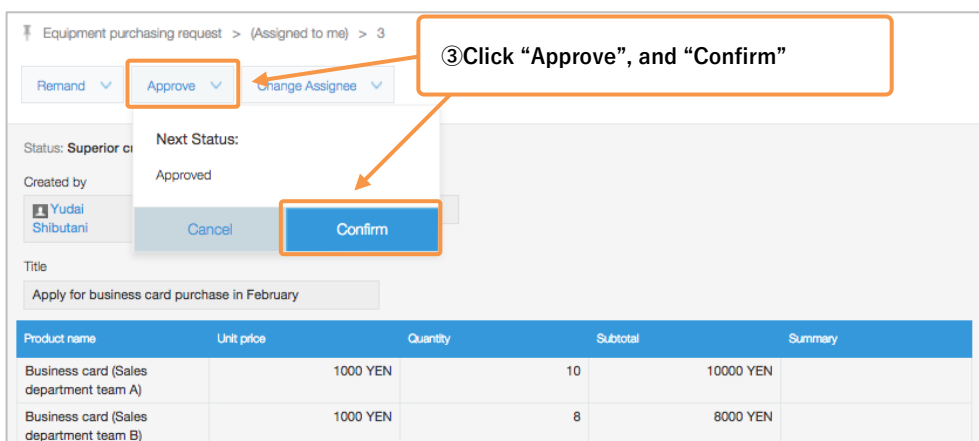 Equipment purchasing request > (Assigned to me) > 3
③Click “Approve”, and “Confirm”
Remand Approve Change Assignee
Next Status:
Status: Superior
Approved
Created by
Yudai
Shibutani
Cancel Confirm
Title
Apply for business card purchase in February
Product name Unit price Quantity Subtotal Summary
Business card (Sales department team A) 1000 YEN 10 10000 YEN
Business card (Sales department team B) 1000 YEN 8 8000 YEN